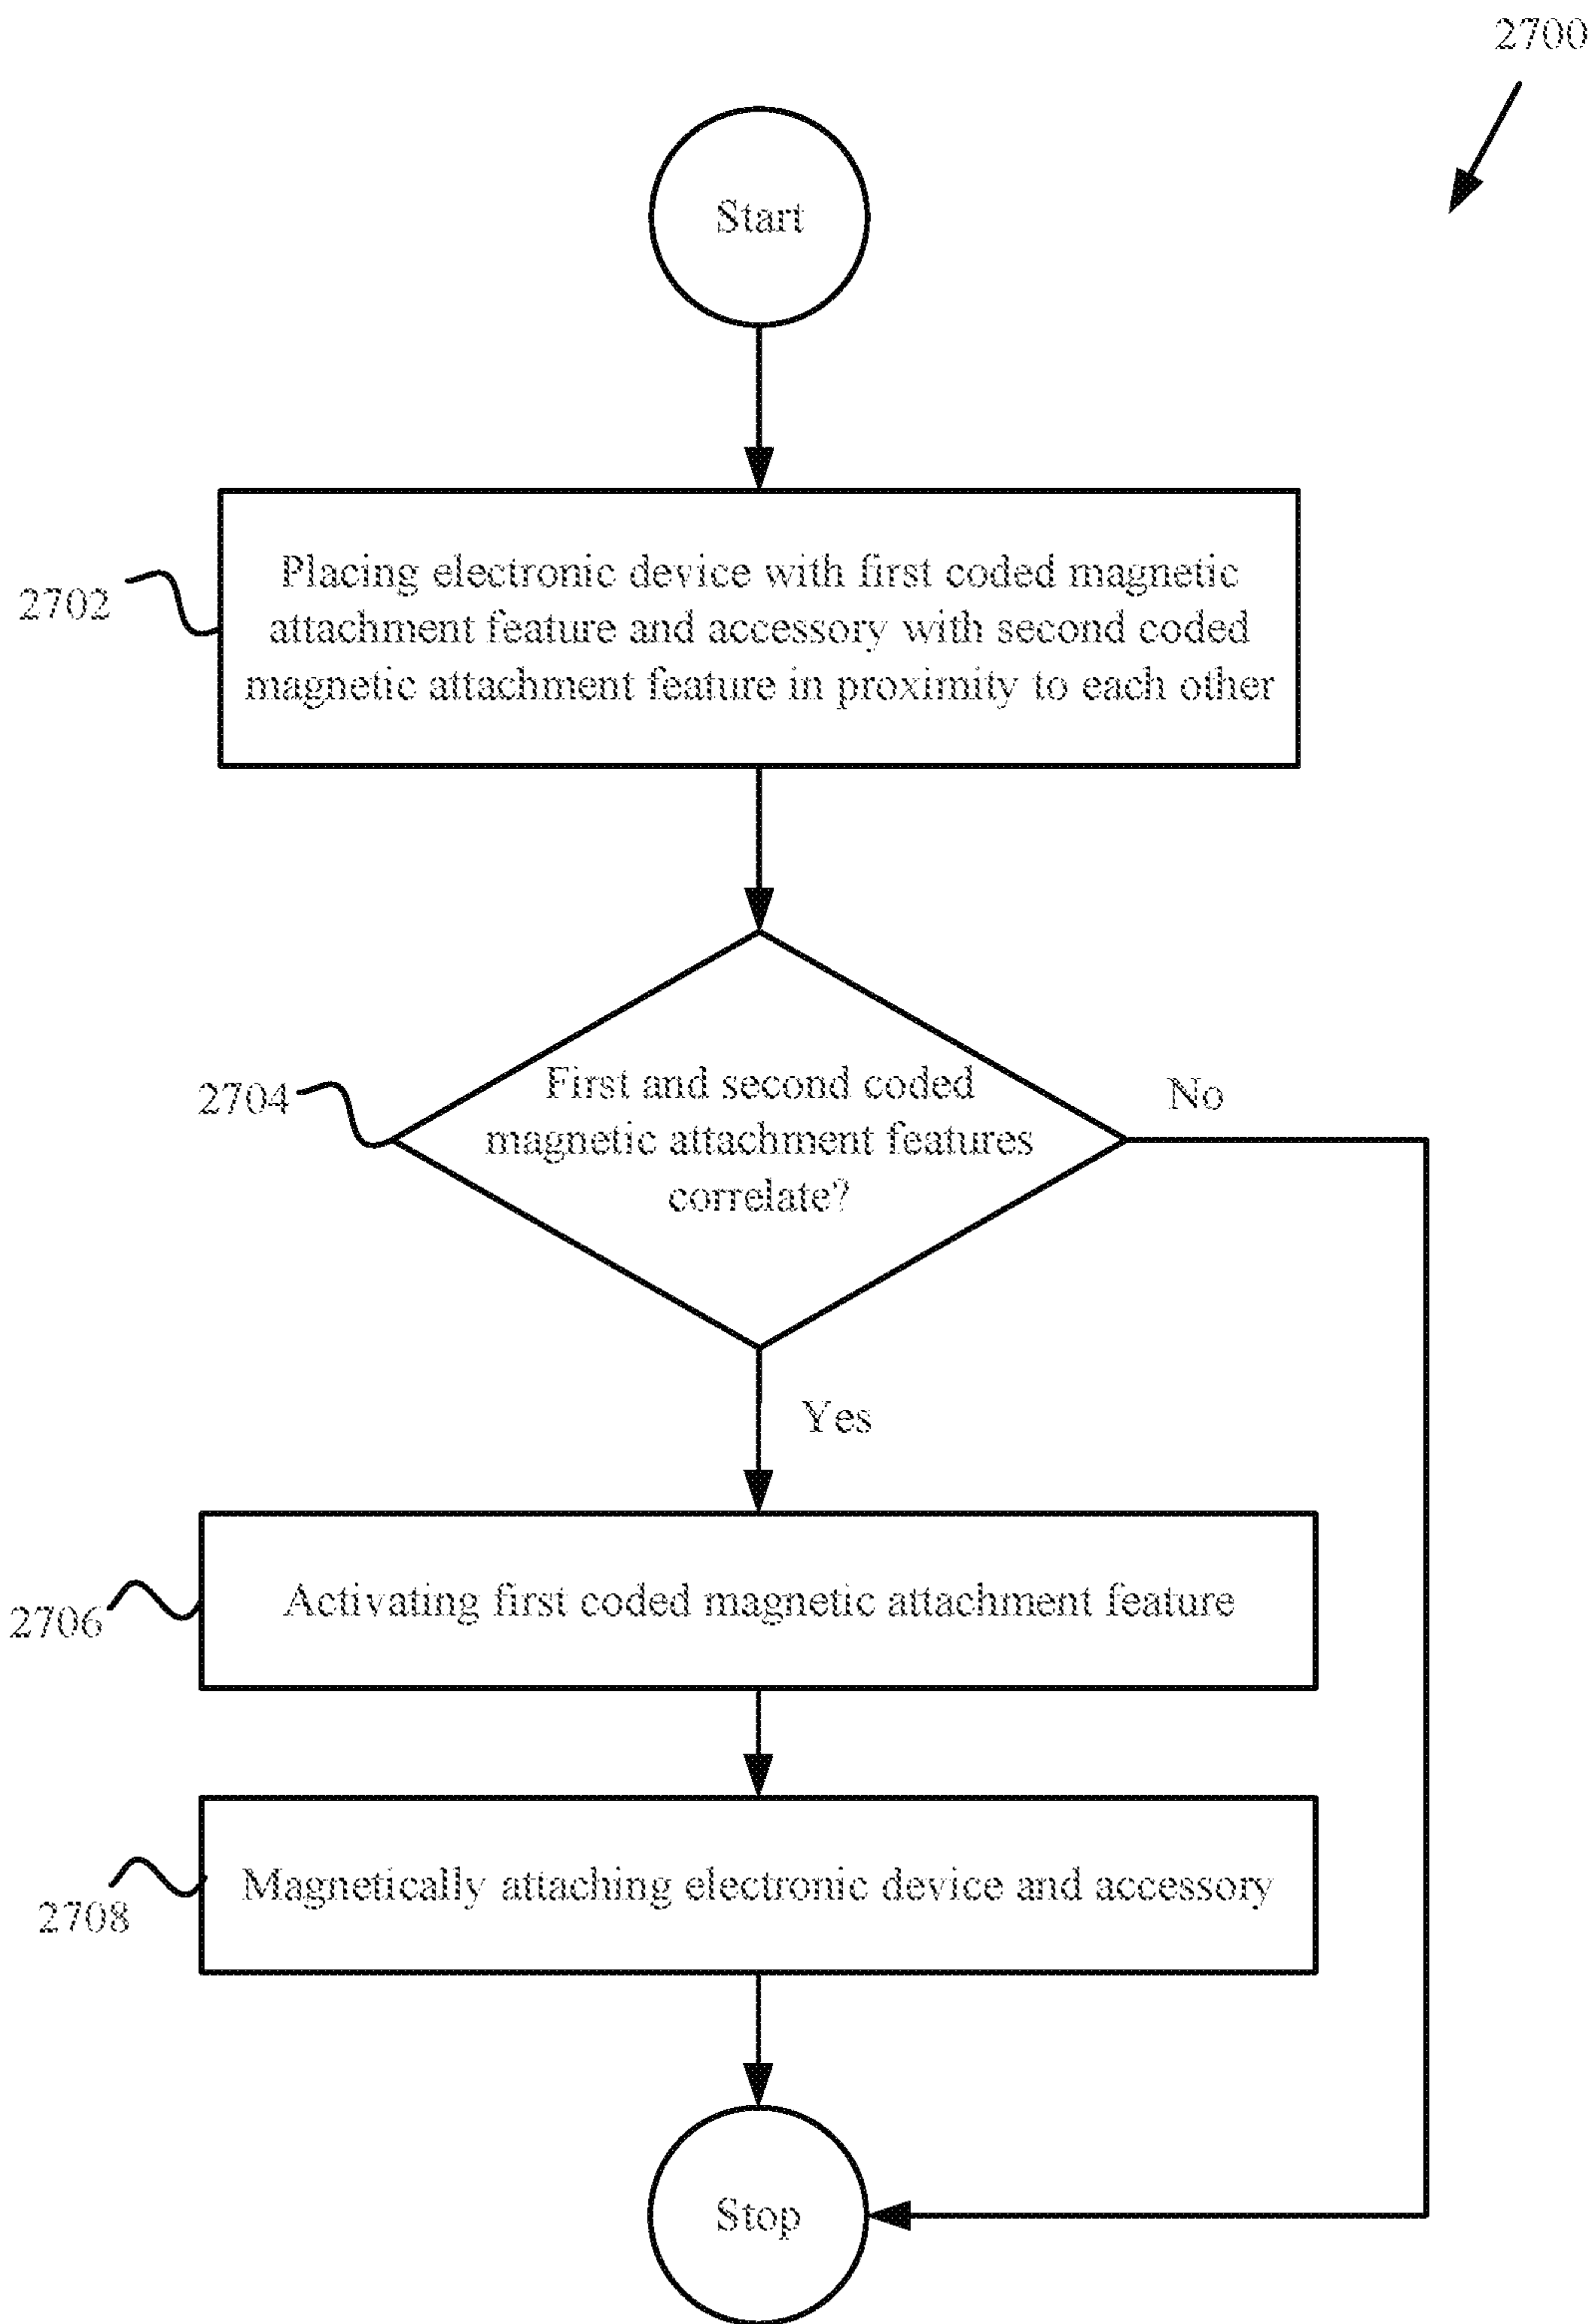 2700
Start
2702
Placing electronic device with first coded magnetic
attachment feature and accessory with second coded
magnetic attachment feature in proximity to each other
2704
First and second coded
magnetic attachment features
correlate?
No
Yes
2706
Activating first coded magnetic attachment feature
2708
Magnetically attaching electronic device and accessory
Stop